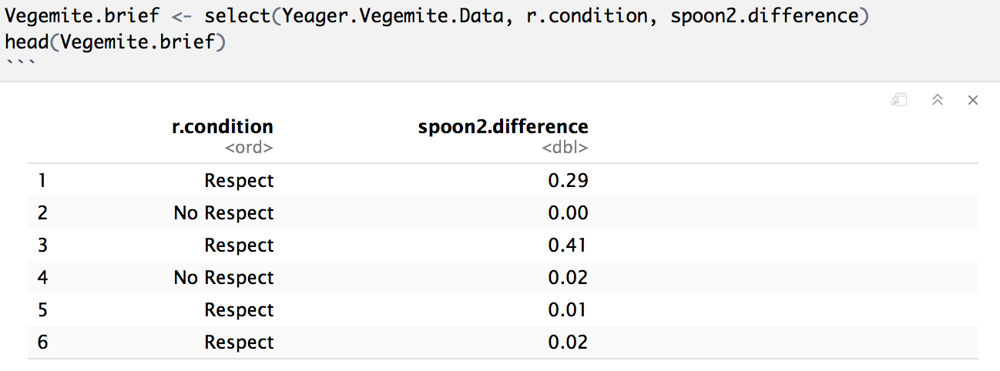 Vegemite.brief <- select(Yeager.Vegemite.Data, r.condition, spoon2.difference)
head(Vegemite.brief)
```
r.condition spoon2.difference
<ord> <dbl>
1 Respect 0.29
2 No Respect 0.00
3 Respect 0.41
4 No Respect 0.02
5 Respect 0.01
6 Respect 0.02